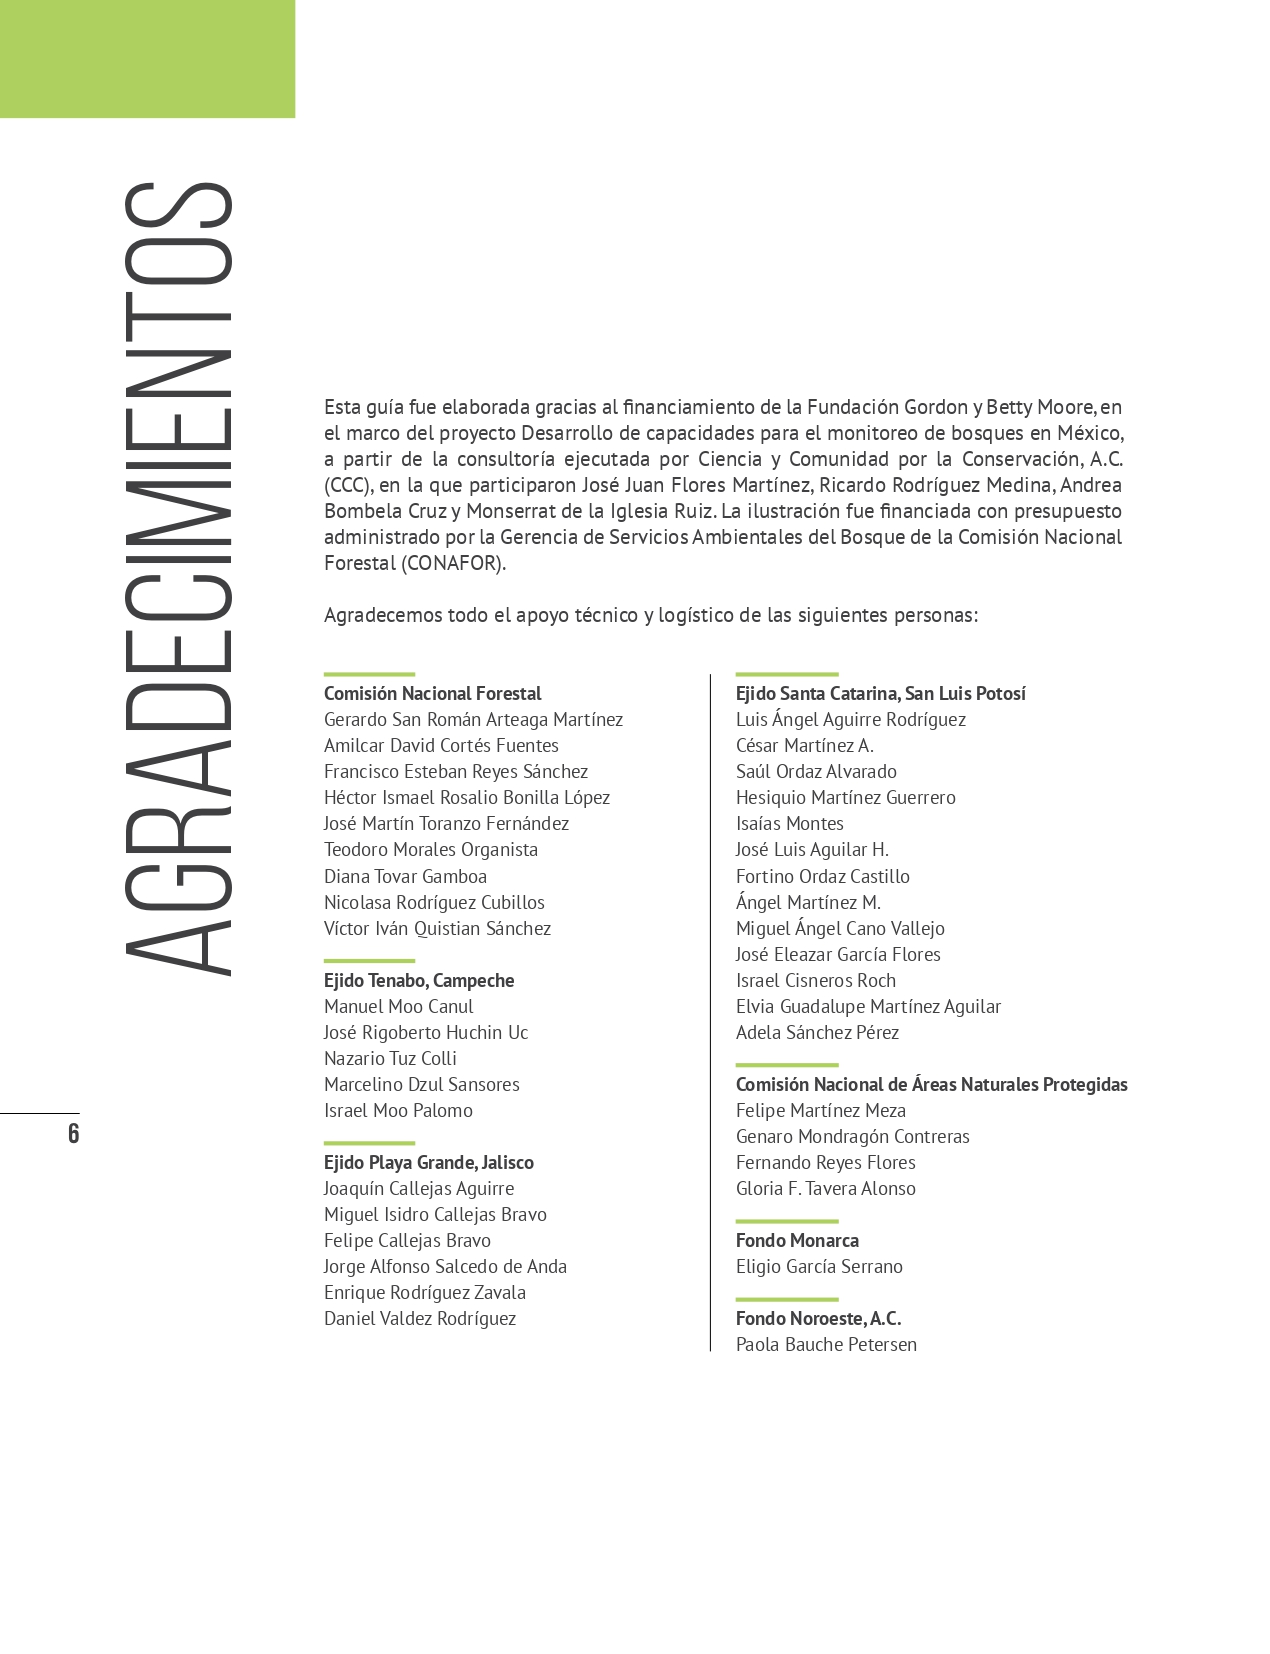 AGRADECIMIENTOS
Esta guía fue elaborada gracias al financiamiento de la Fundación Gordon y Betty Moore, en
el marco del proyecto Desarrollo de capacidades para el monitoreo de bosques en México,
a partir de la consultoría ejecutada por Ciencia y Comunidad por la Conservación, A.C.
(CCC), en la que participaron José Juan Flores Martínez, Ricardo Rodríguez Medina, Andrea
Bombela Cruz y Monserrat de la Iglesia Ruiz. La ilustración fue financiada con presupuesto
administrado por la Gerencia de Servicios Ambientales del Bosque de la Comisión Nacional
Forestal (CONAFOR).
Agradecemos todo el apoyo técnico y logístico de las siguientes personas:
Comisión Nacional Forestal
Gerardo San Román Arteaga Martínez
Amilcar David Cortés Fuentes
Francisco Esteban Reyes Sánchez
Héctor Ismael Rosalio Bonilla López
José Martín Toranzo Fernández
Teodoro Morales Organista
Diana Tovar Gamboa
Nicolasa Rodríguez Cubillos
Víctor Iván Quistian Sánchez
Ejido Tenabo, Campeche
Manuel Moo Canul
José Rigoberto Huchin Uc
Nazario Tuz Colli
Marcelino Dzul Sansores
Israel Moo Palomo
Ejido Playa Grande, Jalisco
Joaquín Callejas Aguirre
Miguel Isidro Callejas Bravo
Felipe Callejas Bravo
Jorge Alfonso Salcedo de Anda
Enrique Rodríguez Zavala
Daniel Valdez Rodríguez
Ejido Santa Catarina, San Luis Potosí
Luis Ángel Aguirre Rodríguez
César Martínez A.
Saúl Ordaz Alvarado
Hesiquio Martínez Guerrero
Isaías Montes
José Luis Aguilar H.
Fortino Ordaz Castillo
Ángel Martínez M.
Miguel Ángel Cano Vallejo
José Eleazar García Flores
Israel Cisneros Roch
Elvia Guadalupe Martínez Aguilar
Adela Sánchez Pérez
Comisión Nacional de Áreas Naturales Protegidas
Felipe Martínez Meza
Genaro Mondragón Contreras
Fernando Reyes Flores
Gloria F. Tavera Alonso
Fondo Monarca
Eligio García Serrano
Fondo Noroeste, A.C.
Paola Bauche Petersen
6